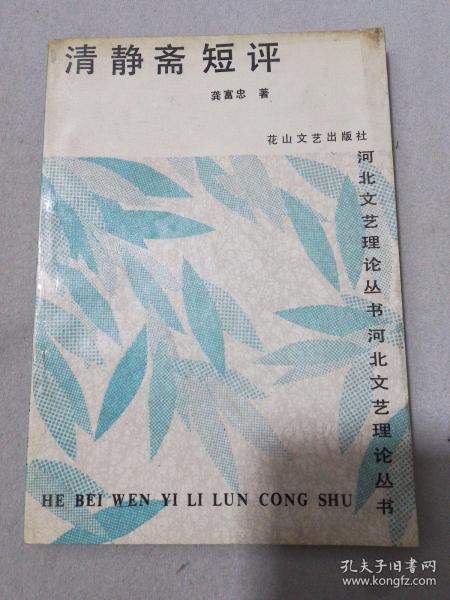 清静斋短评
龚富忠 著
花山文艺出版社
河北文艺理论丛书
河北文艺理论丛书
HE BEI WEN YI LI LUN CONG SHU
孔夫子旧书网
www.kongfz.com